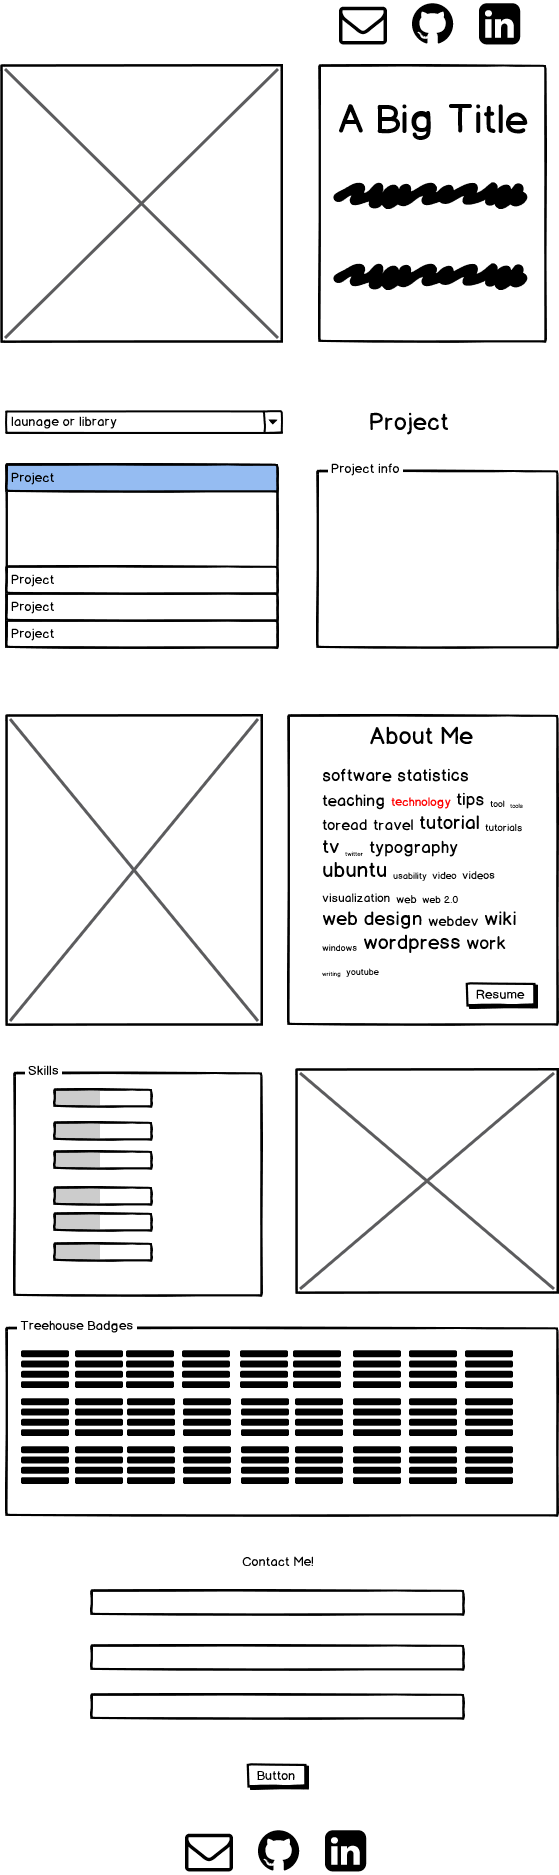 in
A Big Title
launage or library
Project
Project
Project info
Project
Project
Project
About Me
software statistics
teaching technology tips tool tools
toread travel tutorial tutorials
tv twitter typography
ubuntu usability video videos
visualization web web 2.0
web design webdev wiki
windows wordpress work
writing youtube
Resume
Skills
Treehouse Badges
Contact Me!
Button
in